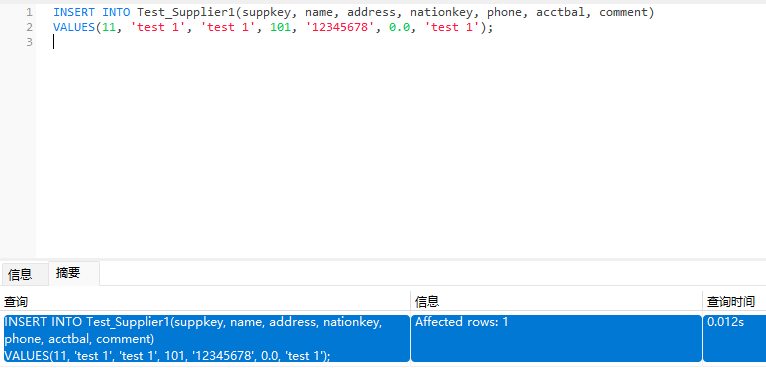 1 INSERT INTO Test_Supplier1(suppkey, name, address, nationkey, phone, acctbal, comment)
2 VALUES(11, 'test 1', 'test 1', 101, '12345678', 0.0, 'test 1');
3
信息 摘要
查询 信息 查询时间
INSERT INTO Test_Supplier1(suppkey, name, address, nationkey, Affected rows: 1 0.012s
phone, acctbal, comment)
VALUES(11, 'test 1', 'test 1', 101, '12345678', 0.0, 'test 1');